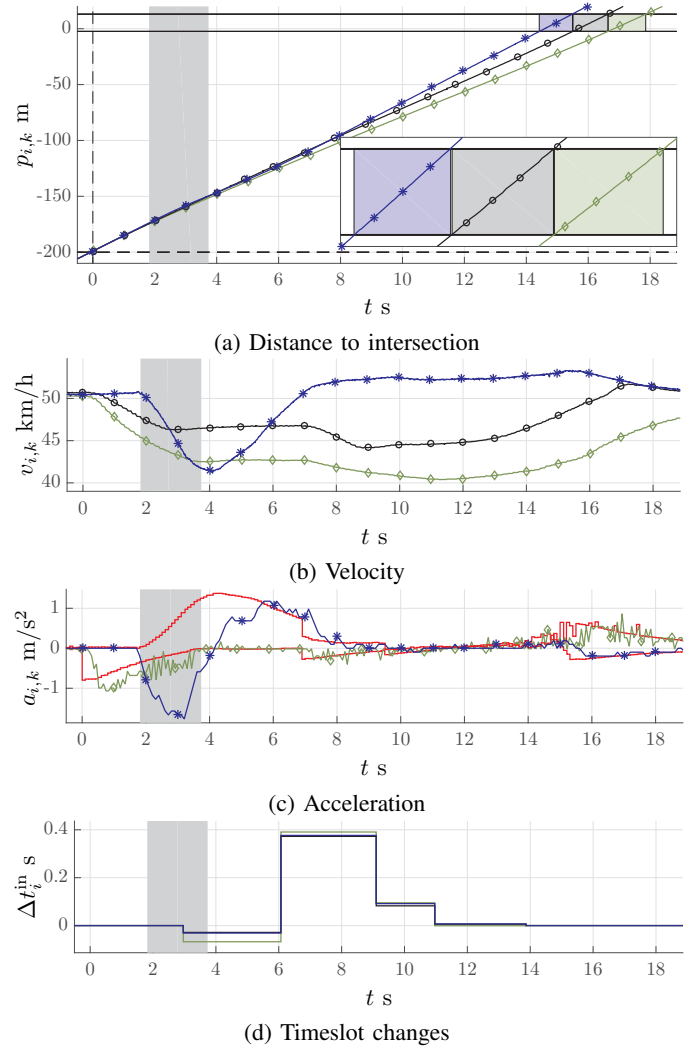 0
-50
-100
-150
-200
p_{i,k} m
0 2 4 6 8 10 12 14 16 18
t s
(a) Distance to intersection
50
45
40
v_{i,k} km/h
0 2 4 6 8 10 12 14 16 18
t s
(b) Velocity
1
0
-1
a_{i,k} m/s²
0 2 4 6 8 10 12 14 16 18
t s
(c) Acceleration
0.4
0.2
0
Δt_i^{in} s
0 2 4 6 8 10 12 14 16 18
t s
(d) Timeslot changes